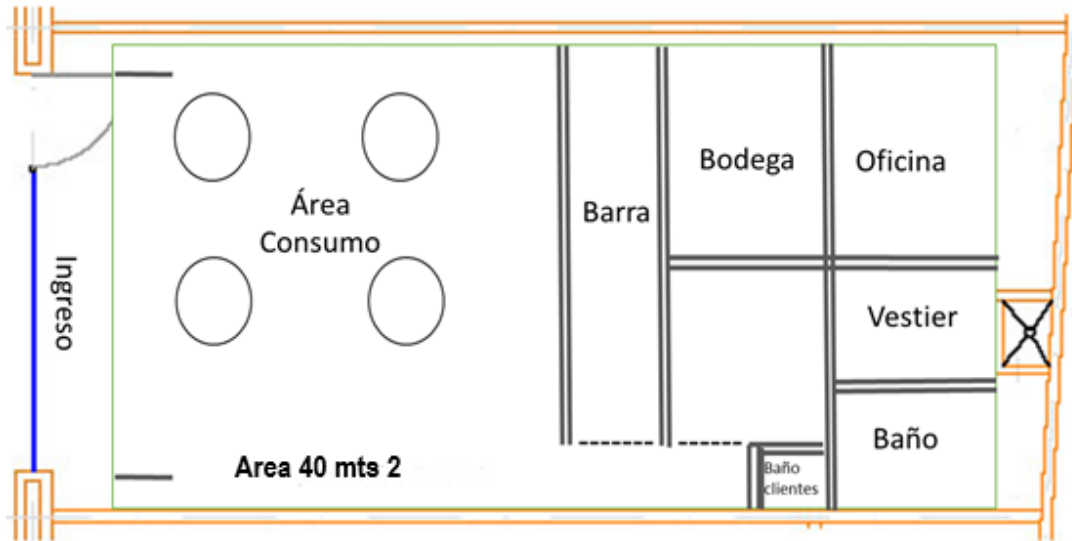 Ingreso
Área
Consumo
Barra
Bodega
Oficina
Vestier
Baño
Baño
clientes
Area 40 mts 2